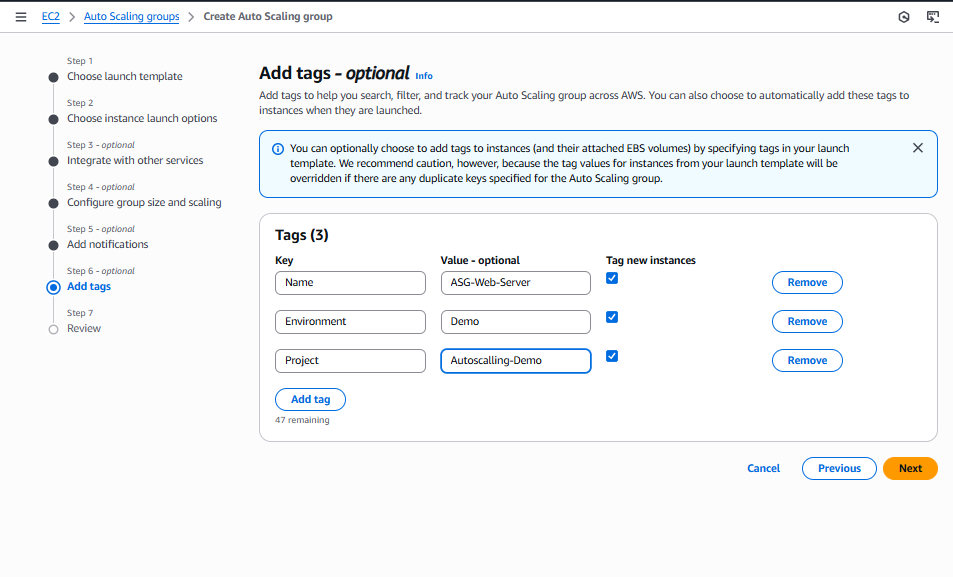 EC2 > Auto Scaling groups > Create Auto Scaling group
Step 1
Choose launch template
Step 2
Choose instance launch options
Step 3 - optional
Integrate with other services
Step 4 - optional
Configure group size and scaling
Step 5 - optional
Add notifications
Step 6 - optional
Add tags
Step 7
Review
Add tags - optional Info
Add tags to help you search, filter, and track your Auto Scaling group across AWS. You can also choose to automatically add these tags to
instances when they are launched.
You can optionally choose to add tags to instances (and their attached EBS volumes) by specifying tags in your launch
template. We recommend caution, however, because the tag values for instances from your launch template will be
overridden if there are any duplicate keys specified for the Auto Scaling group.
Tags (3)
Key Value - optional Tag new instances
Name ASG-Web-Server Remove
Environment Demo Remove
Project Autoscalling-Demo Remove
Add tag
47 remaining
Cancel Previous Next